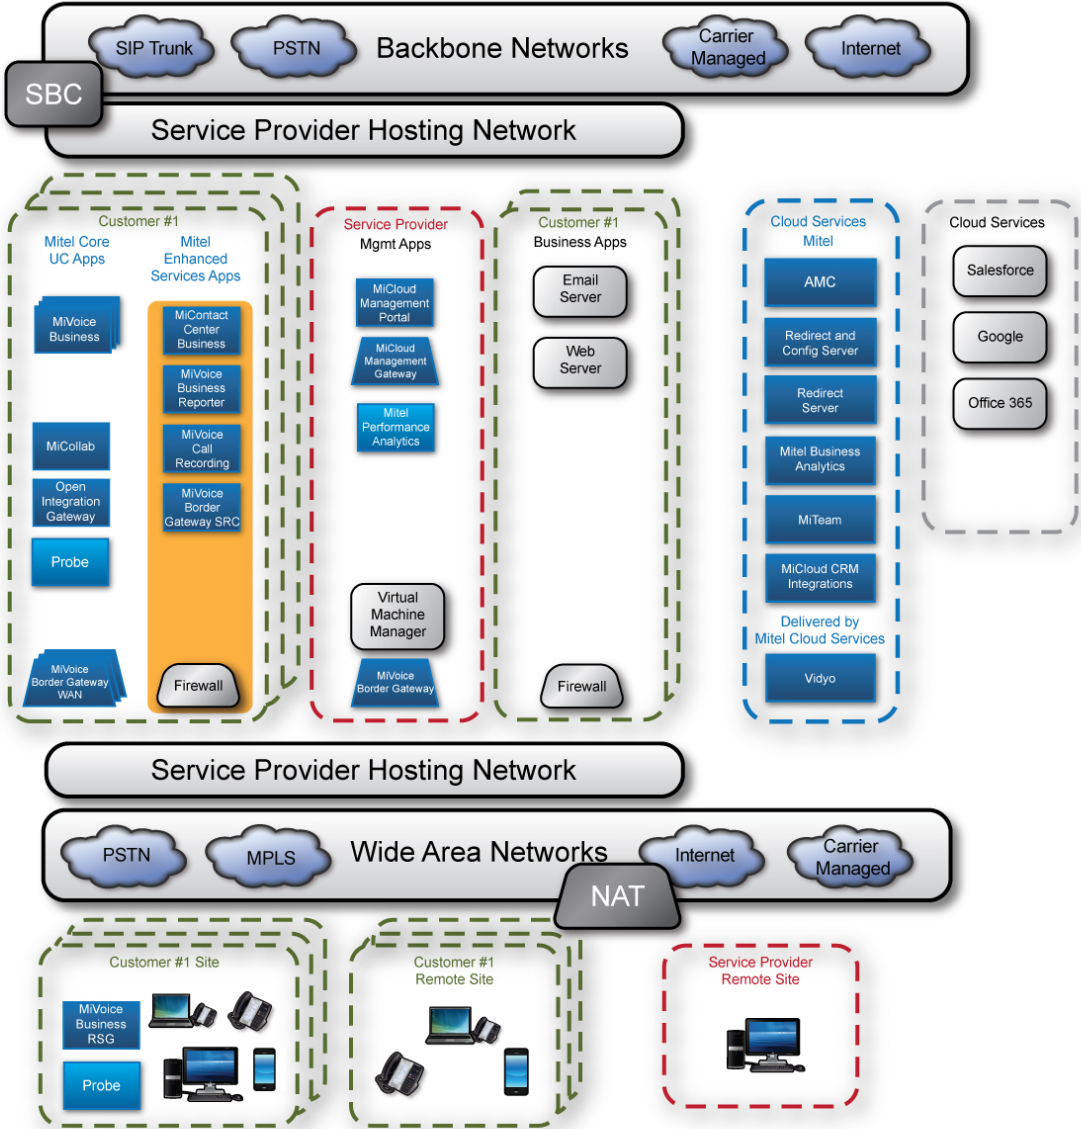 SIP Trunk
PSTN
Backbone Networks
Carrier
Managed
Internet
SBC
Service Provider Hosting Network
Customer #1
Mitel Core
UC Apps
Mitel
Enhanced
Services Apps
MiVoice
Business
MiCollab
Open
Integration
Gateway
Probe
MiVoice
Border Gateway
WAN
MiContact
Center
Business
MiVoice
Business
Reporter
MiVoice
Call
Recording
MiVoice
Border
Gateway SRC
Firewall
Service Provider
Mgmt Apps
MiCloud
Management
Portal
MiCloud
Management
Gateway
Mitel
Performance
Analytics
Virtual
Machine
Manager
MiVoice
Border Gateway
Customer #1
Business Apps
Email
Server
Web
Server
Firewall
Cloud Services
Mitel
AMC
Redirect and
Config Server
Redirect
Server
Mitel Business
Analytics
MiTeam
MiCloud CRM
Integrations
Delivered by
Mitel Cloud Services
Vidyo
Cloud Services
Salesforce
Google
Office 365
Service Provider Hosting Network
PSTN
MPLS
Wide Area Networks
Internet
Carrier
Managed
NAT
Customer #1 Site
MiVoice
Business
RSG
Probe
Customer #1
Remote Site
Service Provider
Remote Site